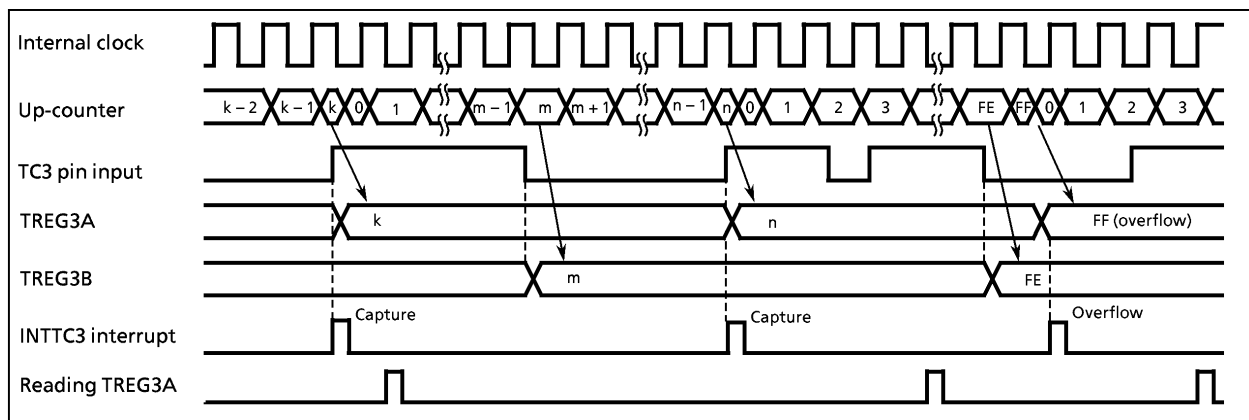 Internal clock
Up-counter
k – 2 k – 1 k 0 1 m – 1 m m + 1 n – 1 n 0 1 2 3 FE FF 0 1 2 3
TC3 pin input
TREG3A
k n FF (overflow)
TREG3B
m FE
INTTC3 interrupt
Capture Capture Overflow
Reading TREG3A